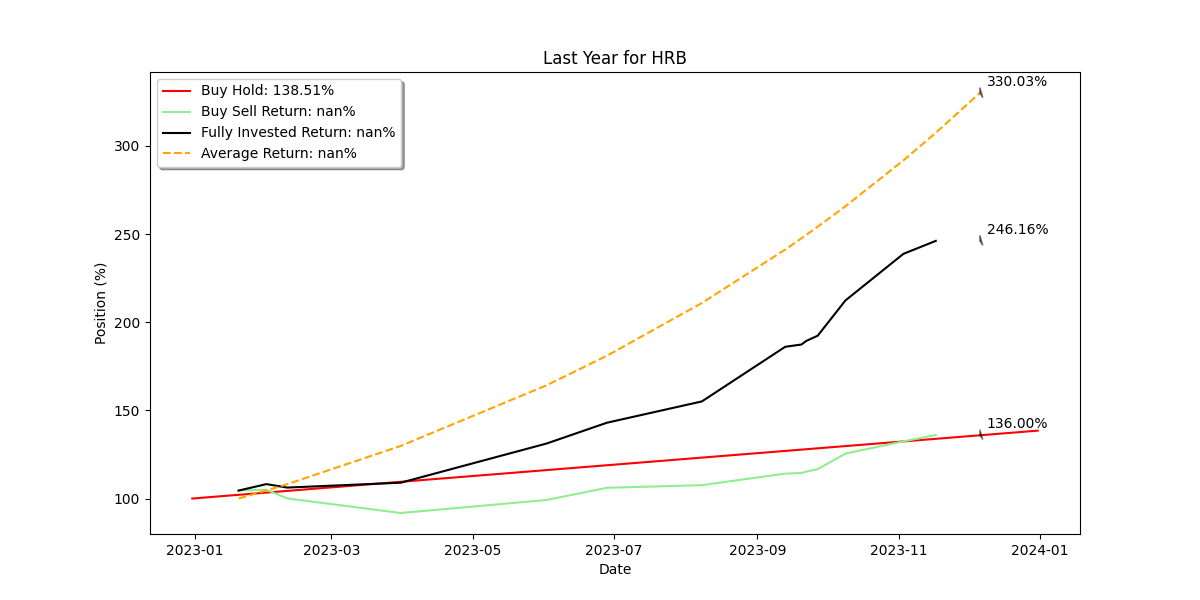 Last Year for HRB
Buy Hold: 138.51%
Buy Sell Return: nan%
Fully Invested Return: nan%
Average Return: nan%
330.03%
246.16%
136.00%
Position (%)
300
250
200
150
100
2023-01
2023-03
2023-05
2023-07
2023-09
2023-11
2024-01
Date